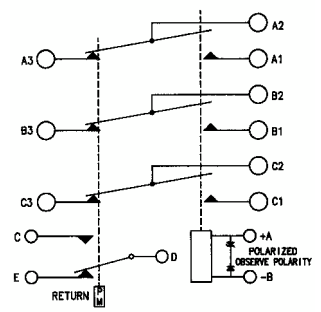 A2
A3
A1
B2
B3
B1
C2
C3
C1
C
+A
D
POLARIZED
OBSERVE POLARITY
E
-B
RETURN
P
M